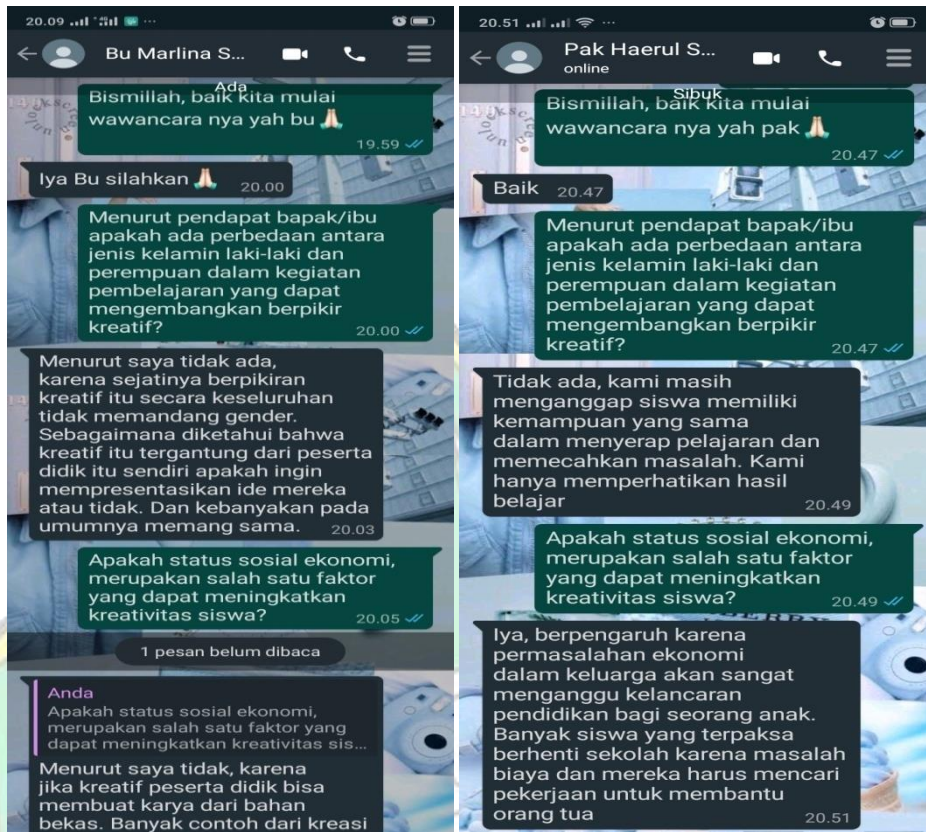 20.09
Bu Marlina S...
Ada
Bismillah, baik kita mulai
wawancara nya yah bu 🙏🏻
19.59
Iya Bu silahkan 🙏🏻 20.00
Menurut pendapat bapak/ibu
apakah ada perbedaan antara
jenis kelamin laki-laki dan
perempuan dalam kegiatan
pembelajaran yang dapat
mengembangkan berpikir
kreatif? 20.00
Menurut saya tidak ada,
karena sejatinya berpikiran
kreatif itu secara keseluruhan
tidak memandang gender.
Sebagaimana diketahui bahwa
kreatif itu tergantung dari peserta
didik itu sendiri apakah ingin
mempresentasikan ide mereka
atau tidak. Dan kebanyakan pada
umumnya memang sama. 20.03
Apakah status sosial ekonomi,
merupakan salah satu faktor
yang dapat meningkatkan
kreativitas siswa? 20.05
1 pesan belum dibaca
Anda
Apakah status sosial ekonomi,
merupakan salah satu faktor yang
dapat meningkatkan kreativitas sis...
Menurut saya tidak, karena
jika kreatif peserta didik bisa
membuat karya dari bahan
bekas. Banyak contoh dari kreasi
20.51
Pak Haerul S...
online
Sibuk
Bismillah, baik kita mulai
wawancara nya yah pak 🙏🏻
20.47
Baik 20.47
Menurut pendapat bapak/ibu
apakah ada perbedaan antara
jenis kelamin laki-laki dan
perempuan dalam kegiatan
pembelajaran yang dapat
mengembangkan berpikir
kreatif? 20.47
Tidak ada, kami masih
menganggap siswa memiliki
kemampuan yang sama
dalam menyerap pelajaran dan
memecahkan masalah. Kami
hanya memperhatikan hasil
belajar 20.49
Apakah status sosial ekonomi,
merupakan salah satu faktor
yang dapat meningkatkan
kreativitas siswa? 20.49
Iya, berpengaruh karena
permasalahan ekonomi
dalam keluarga akan sangat
menganggu kelancaran
pendidikan bagi seorang anak.
Banyak siswa yang terpaksa
berhenti sekolah karena masalah
biaya dan mereka harus mencari
pekerjaan untuk membantu
orang tua 20.51